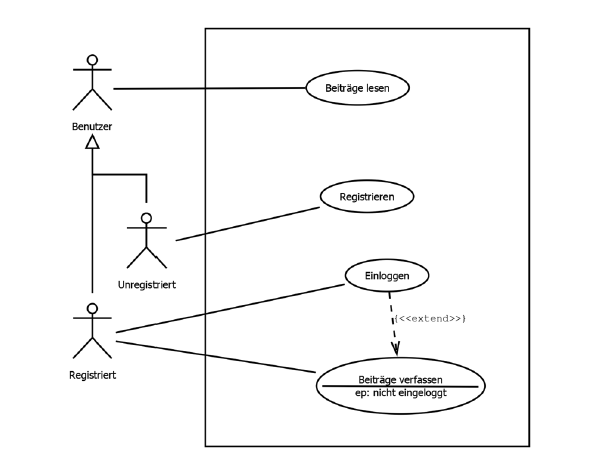 Beiträge lesen
Benutzer
Registrieren
Unregistriert
Einloggen
{<<extend>>}
Registriert
Beiträge verfassen
ep: nicht eingeloggt